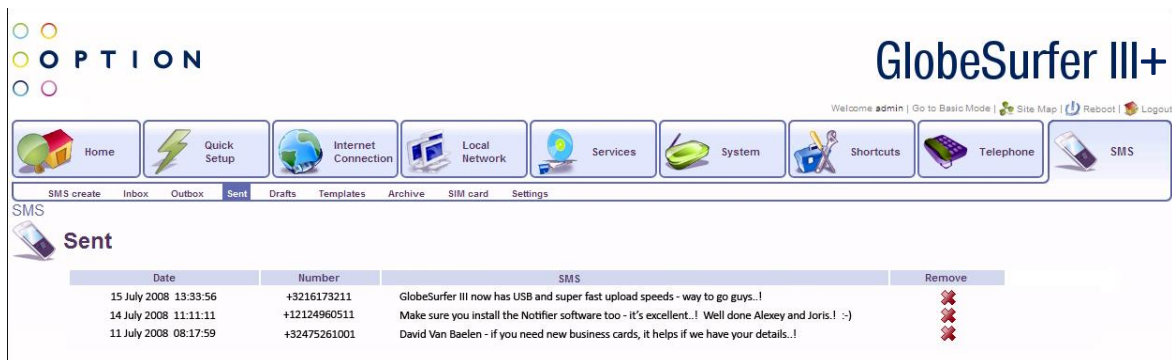 OPTION
GlobeSurfer III+
Welcome admin | Go to Basic Mode | Site Map | Reboot | Logout
Home
Quick Setup
Internet Connection
Local Network
Services
System
Shortcuts
Telephone
SMS
SMS create Inbox Outbox Sent Drafts Templates Archive SIM card Settings
SMS
Sent
Date Number SMS Remove
15 July 2008 13:33:56 +3216173211 GlobeSurfer III now has USB and super fast upload speeds - way to go guys..!
14 July 2008 11:11:11 +12124960511 Make sure you install the Notifier software too - it's excellent..! Well done Alexey and Joris.! :-)
11 July 2008 08:17:59 +32475261001 David Van Baelen - if you need new business cards, it helps if we have your details..!